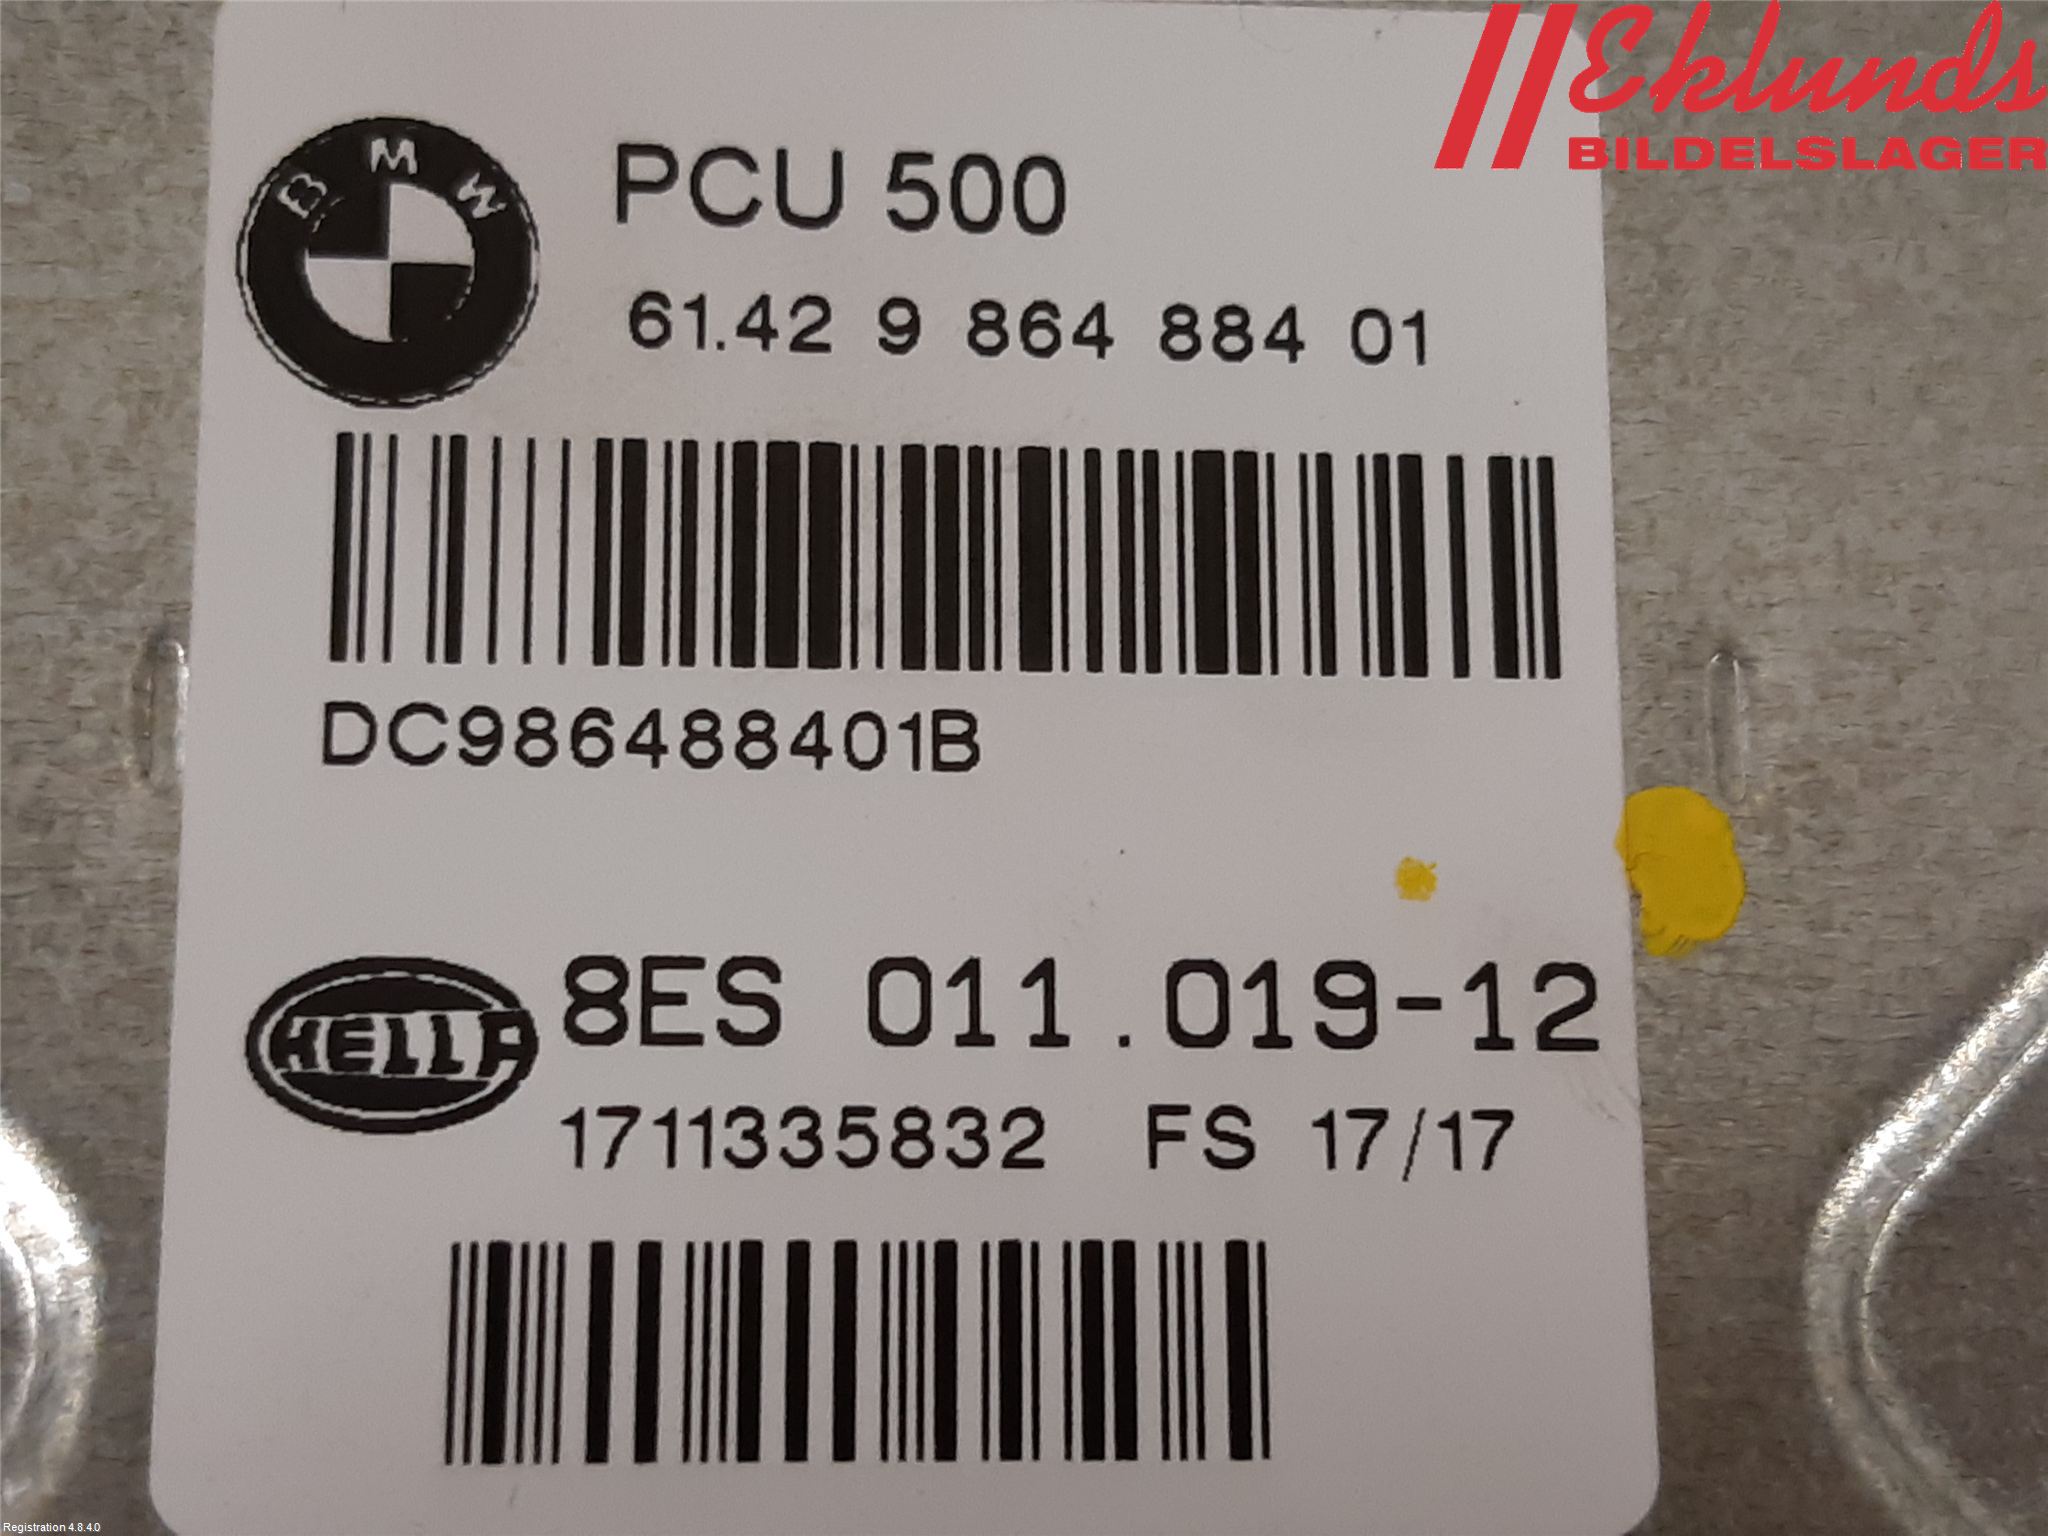 Eklunds
BILDELSLAGER
BMW
PCU 500
61.42 9 864 884 01
DC986488401B
HELLA
8ES 011.019-12
1711335832 FS 17/17
Registration 4.8.4.0